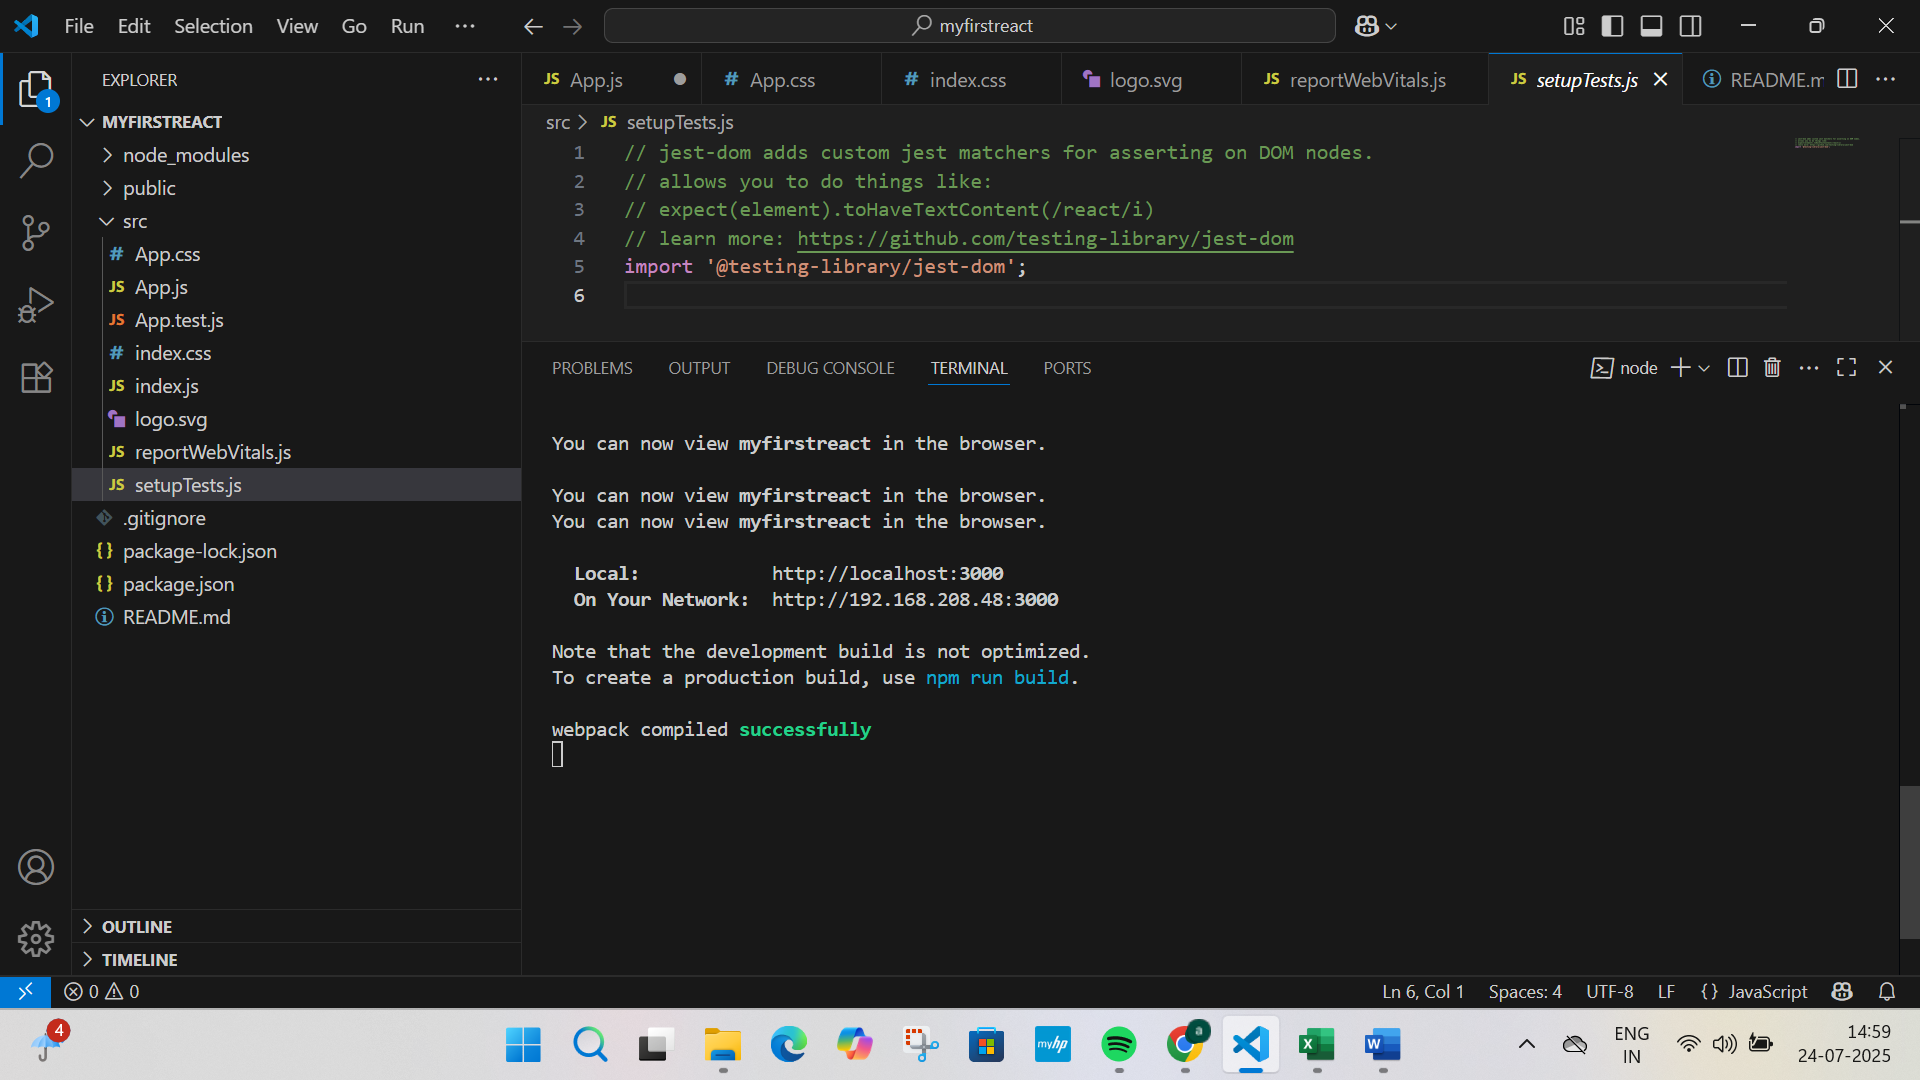 File Edit Selection View Go Run ··· myfirstreact
EXPLORER ···
1
MYFIRSTREACT
node_modules
public
src
# App.css
JS App.js
JS App.test.js
# index.css
JS index.js
logo.svg
JS reportWebVitals.js
JS setupTests.js
.gitignore
{} package-lock.json
{} package.json
README.md
OUTLINE
TIMELINE
JS App.js # App.css # index.css logo.svg JS reportWebVitals.js JS setupTests.js README.m ···
src > JS setupTests.js
1 // jest-dom adds custom jest matchers for asserting on DOM nodes.
2 // allows you to do things like:
3 // expect(element).toHaveTextContent(/react/i)
4 // learn more: https://github.com/testing-library/jest-dom
5 import '@testing-library/jest-dom';
6
PROBLEMS OUTPUT DEBUG CONSOLE TERMINAL PORTS node ···
You can now view myfirstreact in the browser.
You can now view myfirstreact in the browser.
You can now view myfirstreact in the browser.
Local: http://localhost:3000
On Your Network: http://192.168.208.48:3000
Note that the development build is not optimized.
To create a production build, use npm run build.
webpack compiled successfully
0 0 Ln 6, Col 1 Spaces: 4 UTF-8 LF {} JavaScript
4 myhp a X W ENG
IN
14:59
24-07-2025